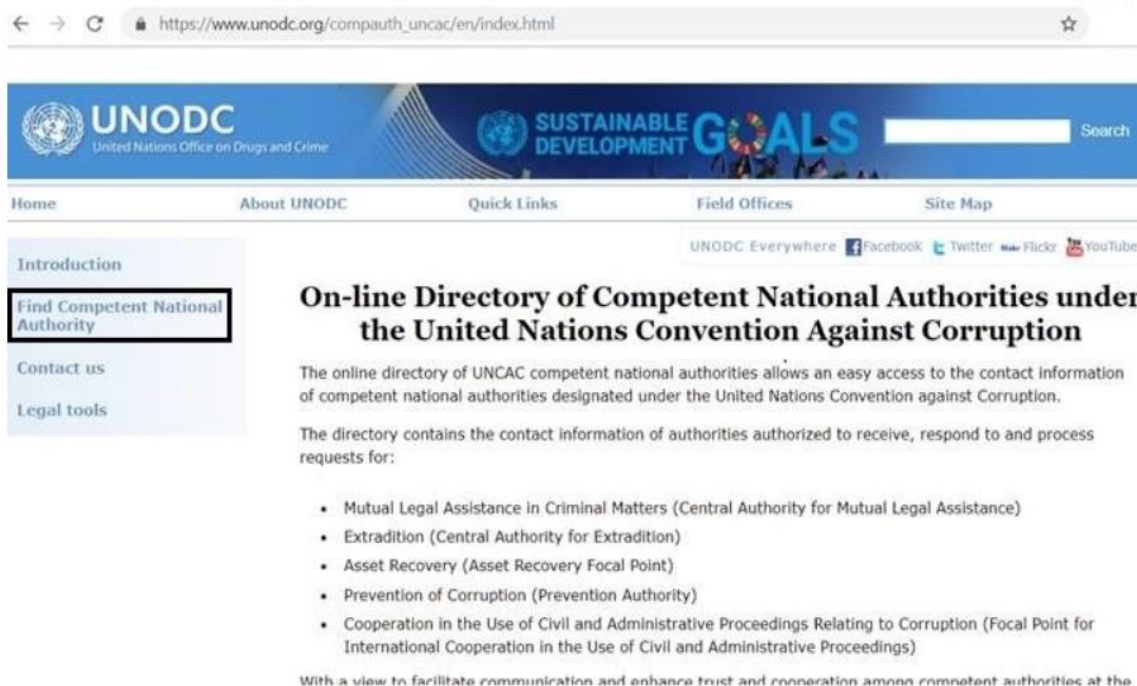 https://www.unodc.org/compauth_uncac/en/index.html
UNODC
United Nations Office on Drugs and Crime
SUSTAINABLE
DEVELOPMENT
GOALS
Search
Home
About UNODC
Quick Links
Field Offices
Site Map
UNODC Everywhere Facebook Twitter Flickr YouTube
Introduction
Find Competent National
Authority
Contact us
Legal tools
On-line Directory of Competent National Authorities under
the United Nations Convention Against Corruption
The online directory of UNCAC competent national authorities allows an easy access to the contact information
of competent national authorities designated under the United Nations Convention against Corruption.
The directory contains the contact information of authorities authorized to receive, respond to and process
requests for:
• Mutual Legal Assistance in Criminal Matters (Central Authority for Mutual Legal Assistance)
• Extradition (Central Authority for Extradition)
• Asset Recovery (Asset Recovery Focal Point)
• Prevention of Corruption (Prevention Authority)
• Cooperation in the Use of Civil and Administrative Proceedings Relating to Corruption (Focal Point for
International Cooperation in the Use of Civil and Administrative Proceedings)
With a view to facilitate communication and enhance trust and cooperation among competent authorities at the